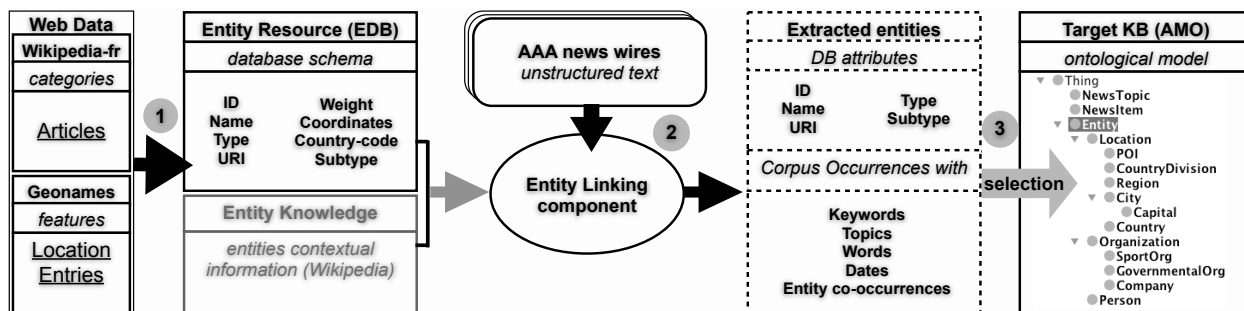 Web Data
Wikipedia-fr
categories
Articles
Geonames
features
Location
Entries
1
Entity Resource (EDB)
database schema
ID
Name
Type
URI
Weight
Coordinates
Country-code
Subtype
Entity Knowledge
entities contextual
information (Wikipedia)
AAA news wires
unstructured text
2
Entity Linking
component
Extracted entities
DB attributes
ID
Name
URI
Type
Subtype
Corpus Occurrences with
Keywords
Topics
Words
Dates
Entity co-occurrences
3
selection
Target KB (AMO)
ontological model
Thing
NewsTopic
NewsItem
Entity
Location
POI
CountryDivision
Region
City
Capital
Country
Organization
SportOrg
GovernmentalOrg
Company
Person